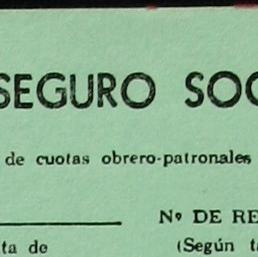 SEGURO SOC
de cuotas obrero-patronales
Nº DE RE
ta de (Según t